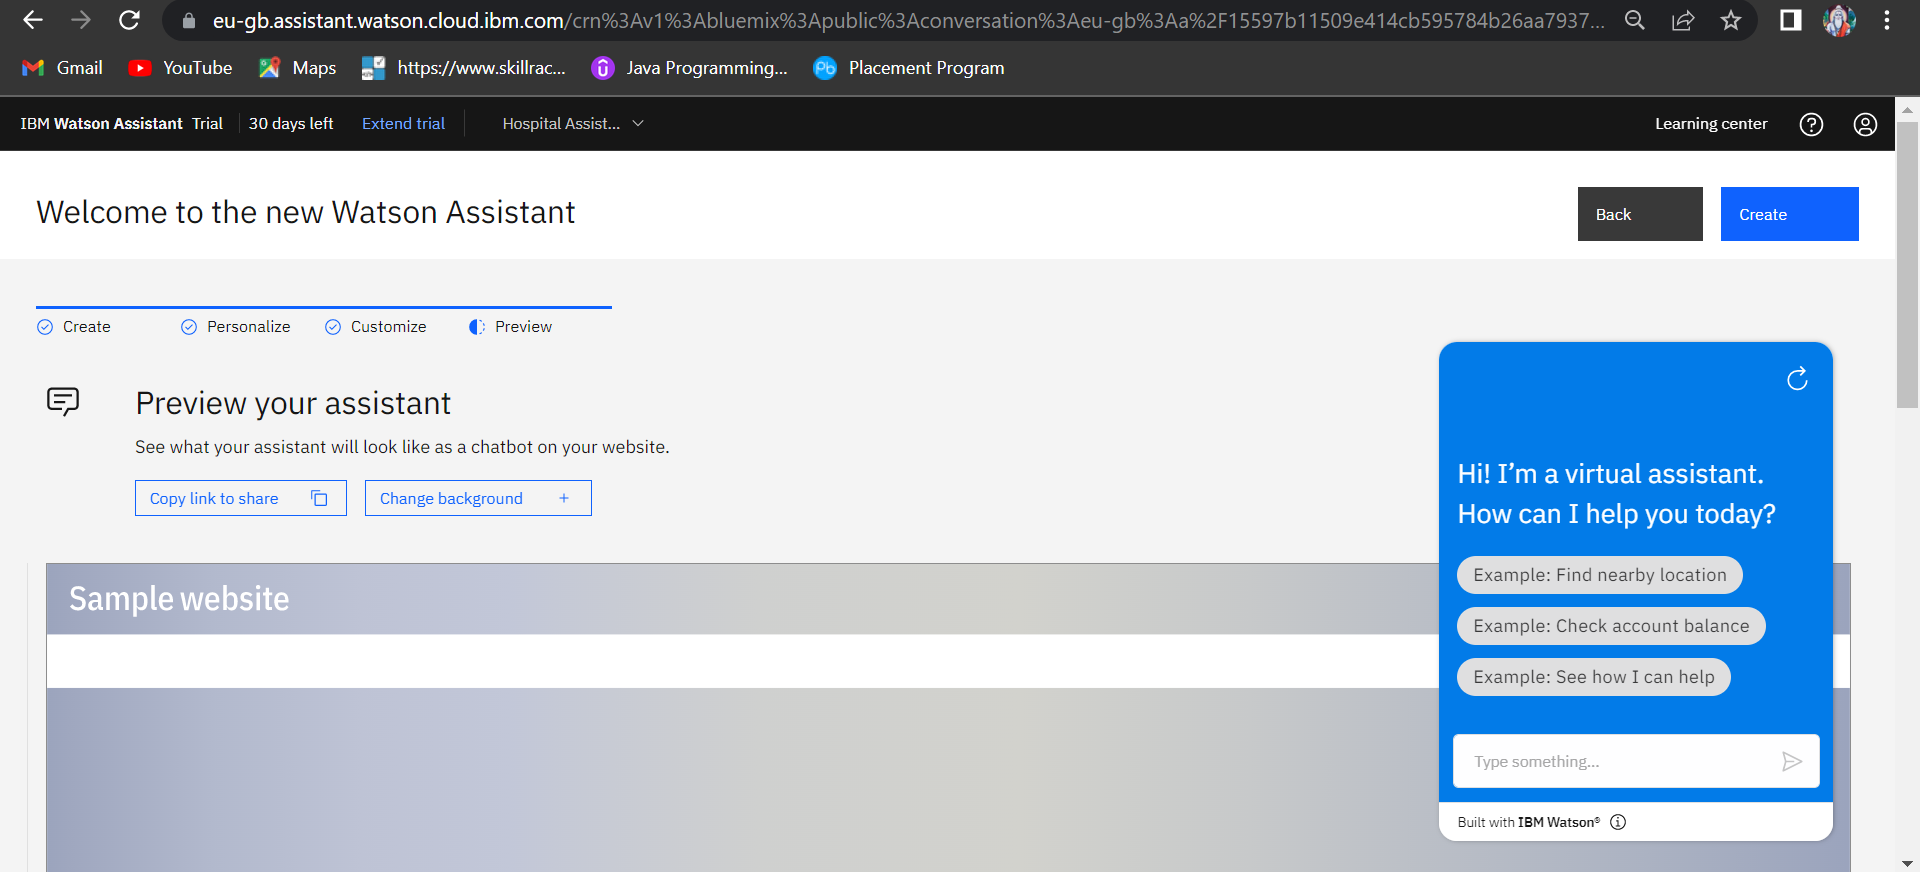 eu-gb.assistant.watson.cloud.ibm.com/crn%3Av1%3Abluemix%3Apublic%3Aconversation%3Aeu-gb%3Aa%2F15597b11509e414cb595784b26aa7937...
Gmail YouTube Maps https://www.skillrac... Java Programming... Placement Program
IBM Watson Assistant Trial 30 days left Extend trial Hospital Assist... Learning center
Welcome to the new Watson Assistant
Back Create
Create Personalize Customize Preview
Preview your assistant
See what your assistant will look like as a chatbot on your website.
Copy link to share Change background +
Sample website
Hi! I’m a virtual assistant.
How can I help you today?
Example: Find nearby location
Example: Check account balance
Example: See how I can help
Type something...
Built with IBM Watson®